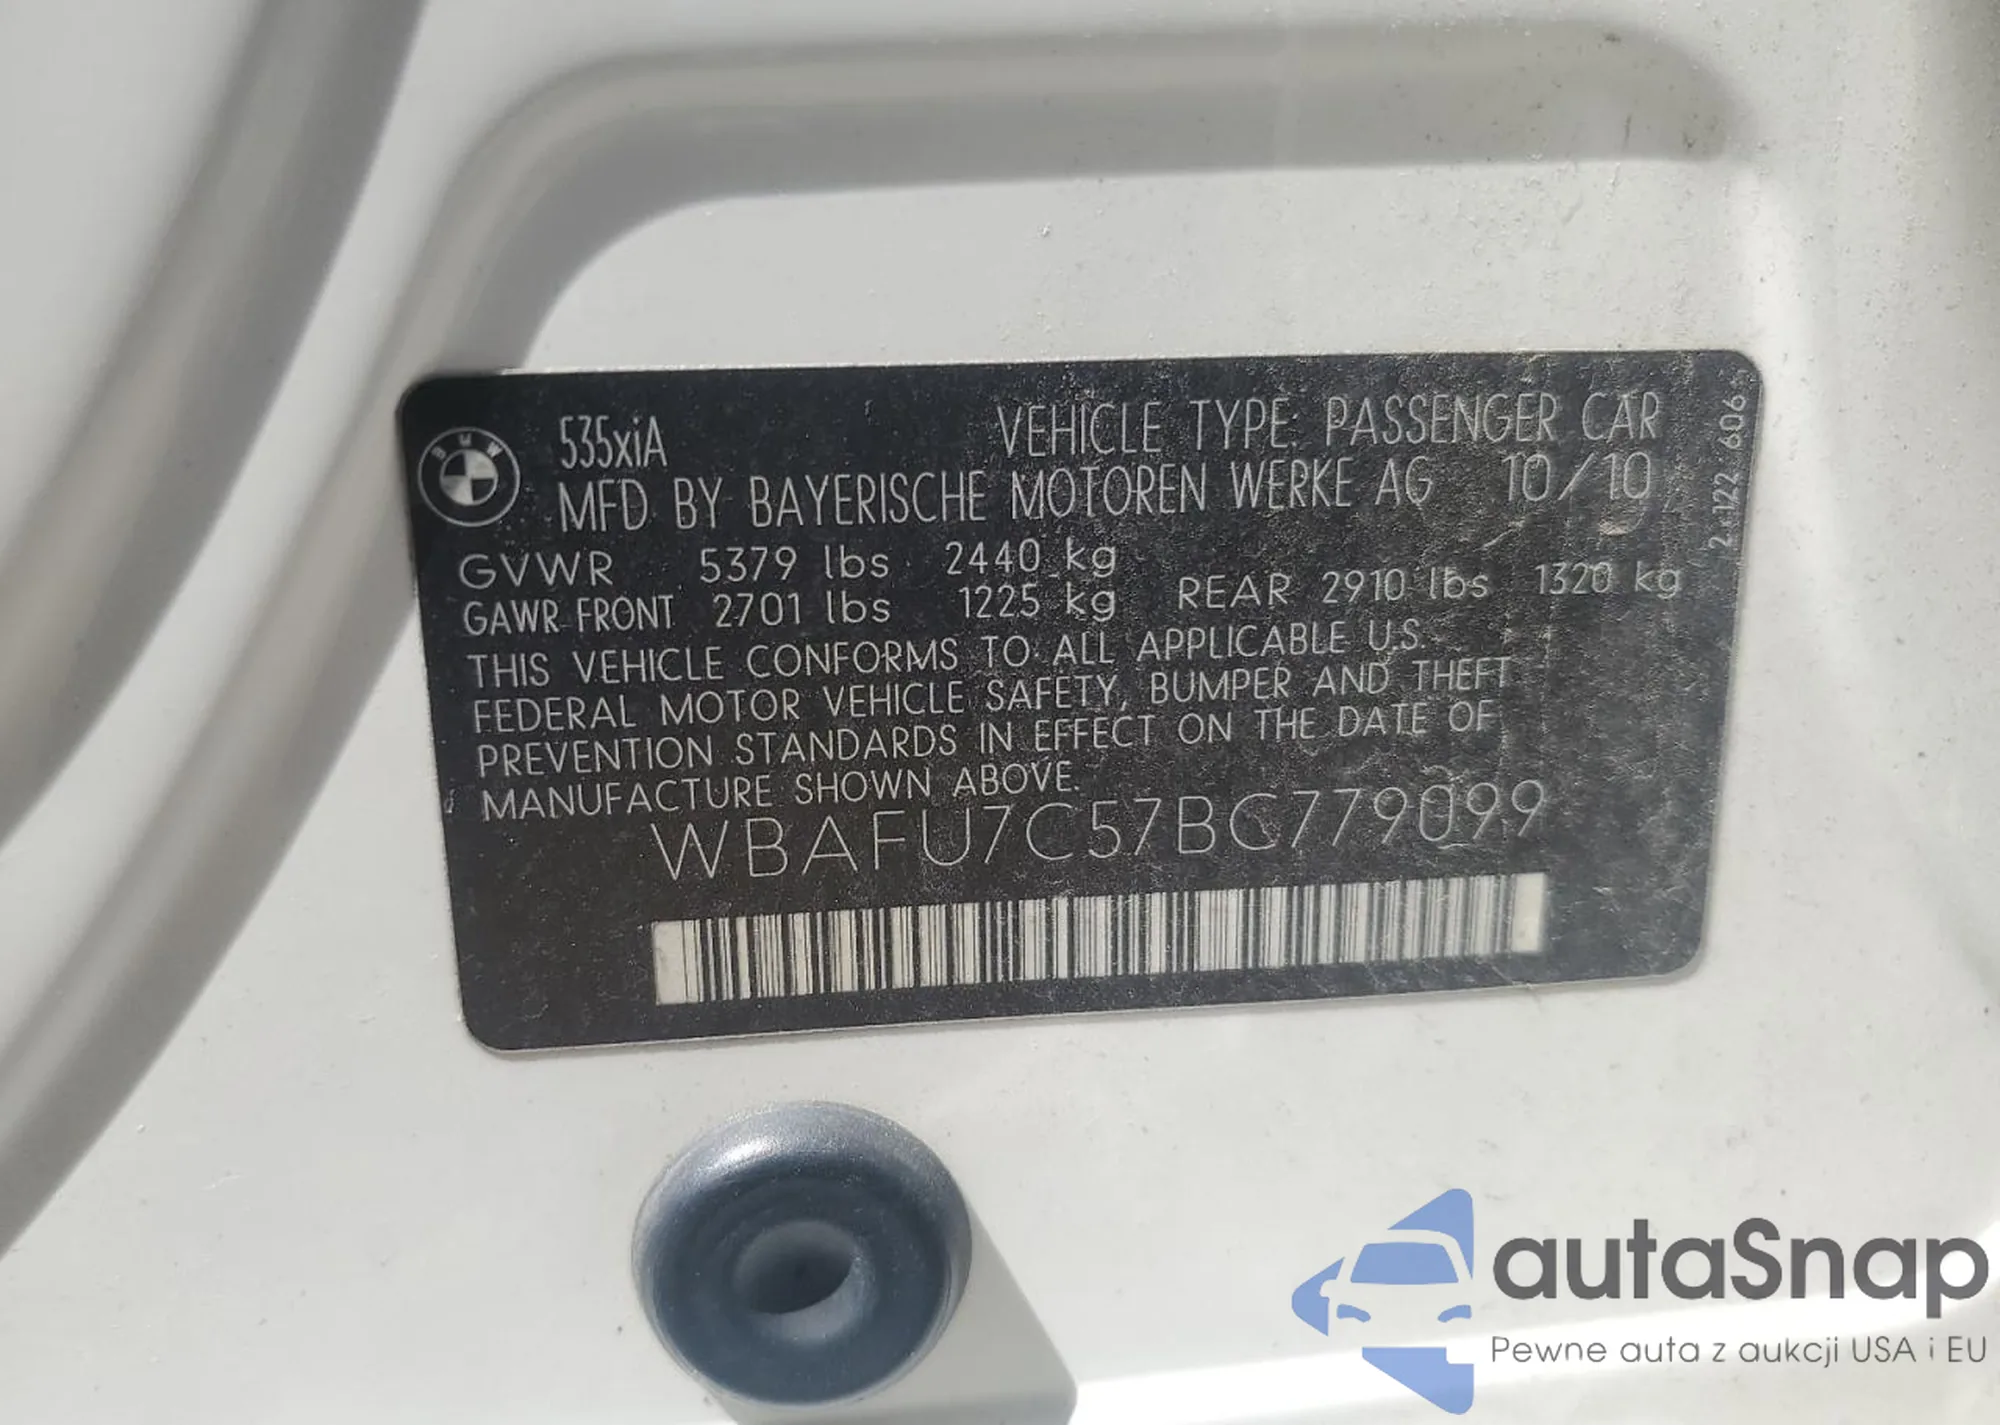 BMW
535xiA
VEHICLE TYPE: PASSENGER CAR
MFD BY BAYERISCHE MOTOREN WERKE AG 10/10
GVWR 5379 lbs 2440 kg
GAWR FRONT 2701 lbs 1225 kg REAR 2910 lbs 1320 kg
THIS VEHICLE CONFORMS TO ALL APPLICABLE U.S.
FEDERAL MOTOR VEHICLE SAFETY, BUMPER AND THEFT
PREVENTION STANDARDS IN EFFECT ON THE DATE OF
MANUFACTURE SHOWN ABOVE.
WBAFU7C57BC779099
2.122 606
autaSnap
Pewne auta z aukcji USA i EU